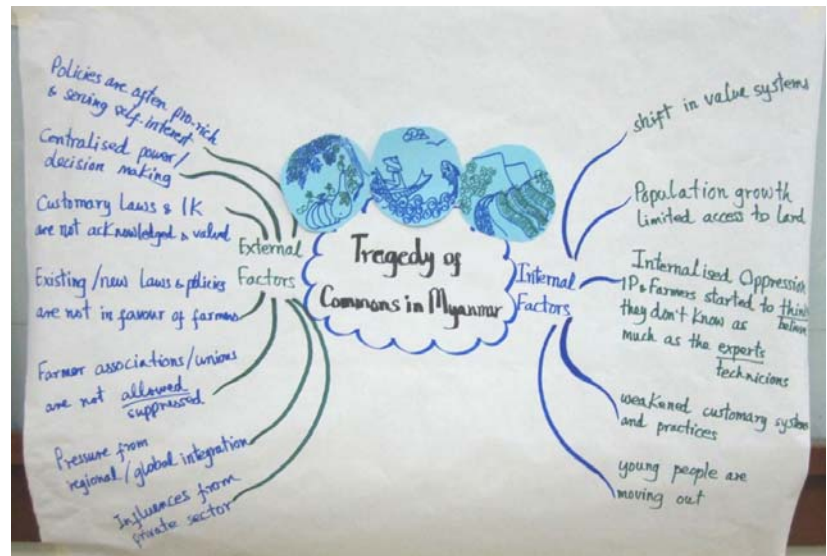 Tregedy of
Commons in Myanmar
External
Factors
Policies are often pro-rich
& serving self-interest
Centralised power/
decision making
Customary Laws & IK
are not acknowledged & valued
Existing/new Laws & policies
are not in favour of farmers
Farmer associations/unions
are not allowed
suppressed
Pressure from
regional/global integration
Influences from
private sector
Internal
Factors
shift in value systems
Population growth
limited access to land
Internalised Oppression
IP & Farmers started to think
believe
they don't know as
much as the experts
technicions
weakened customary system
and practices
young people are
moving out